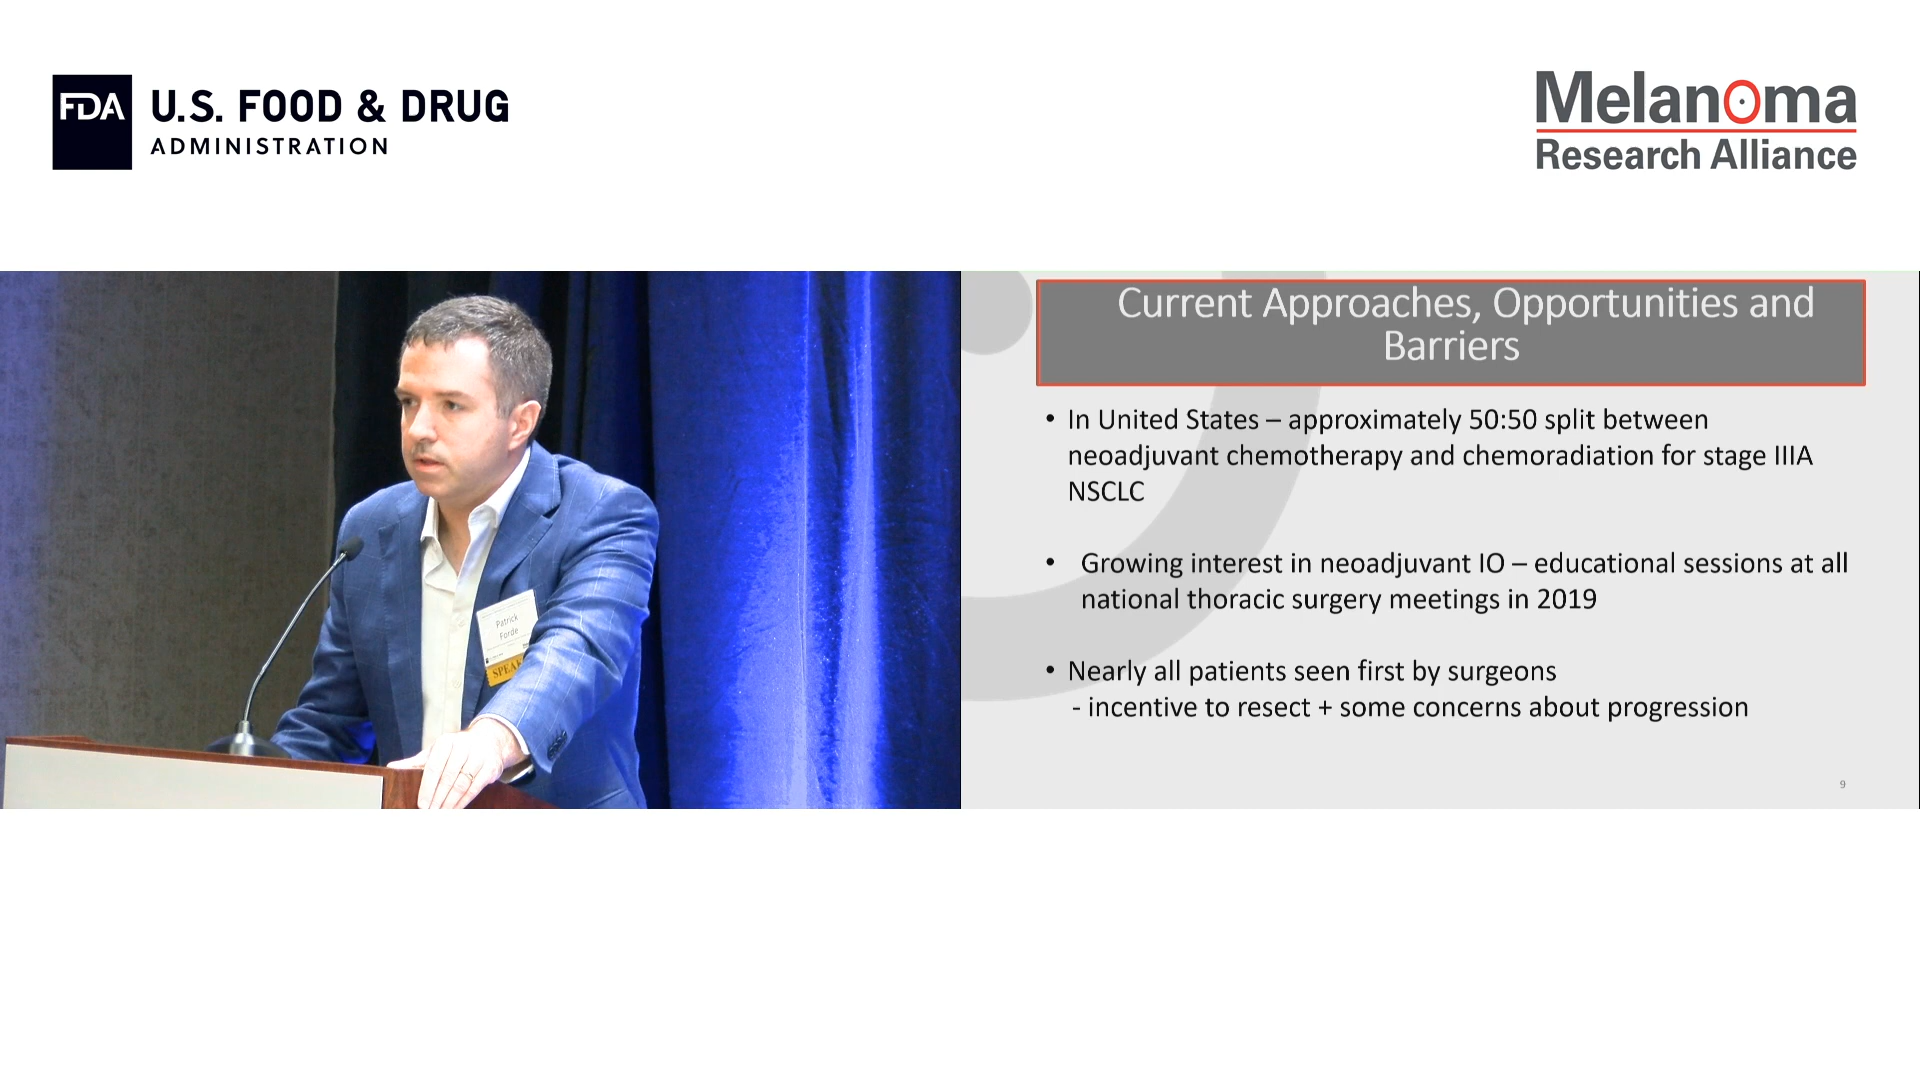 FDA
U.S. FOOD & DRUG
ADMINISTRATION
Melanoma
Research Alliance
Patrick
Forde
SPEAK
Current Approaches, Opportunities and
Barriers
• In United States – approximately 50:50 split between
neoadjuvant chemotherapy and chemoradiation for stage IIIA
NSCLC
• Growing interest in neoadjuvant IO – educational sessions at all
national thoracic surgery meetings in 2019
• Nearly all patients seen first by surgeons
- incentive to resect + some concerns about progression
9